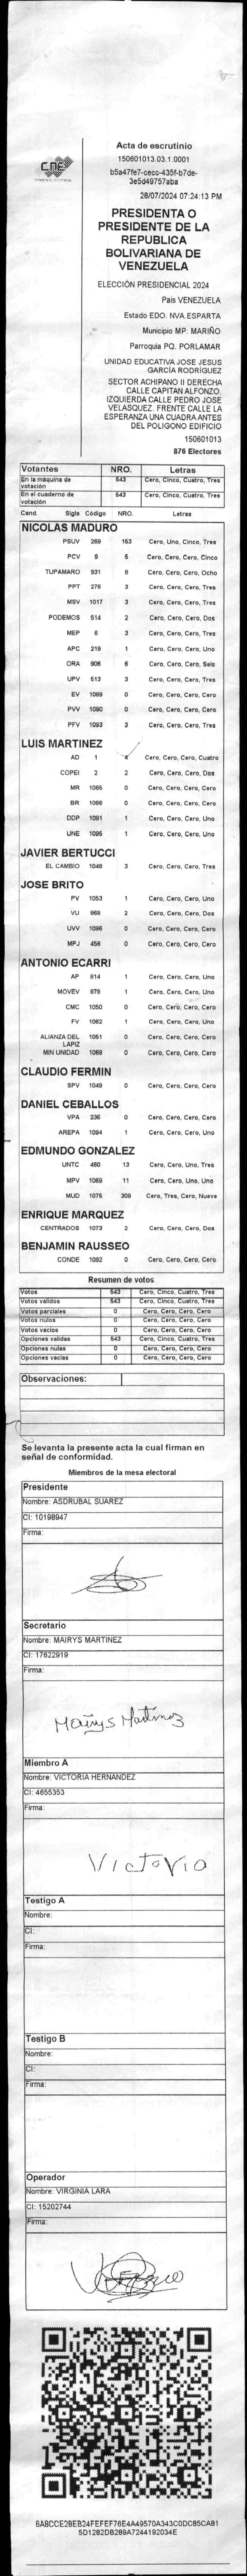 CNE
Acta de escrutinio
150601013.03.1.0001
b5a47fe7-cecc-435f-b7de-
3e5d49757aba
28/07/2024 07:24:13 PM
PRESIDENTA O
PRESIDENTE DE LA
REPUBLICA
BOLIVARIANA DE
VENEZUELA
ELECCIÓN PRESIDENCIAL 2024
Pais VENEZUELA
Estado EDO. NVA.ESPARTA
Municipio MP. MARIÑO
Parroquia PQ. PORLAMAR
UNIDAD EDUCATIVA JOSE JESUS
GARCÍA RODRÍGUEZ
SECTOR ACHIPANO II DERECHA
CALLE CAPITAN ALFONZO.
IZQUIERDA CALLE PEDRO JOSE
VELASQUEZ. FRENTE CALLE LA
ESPERANZA UNA CUADRA ANTES
DEL POLIGONO EDIFICIO
150601013
876 Electores
Votantes NRO. Letras
En la máquina de votación 543 Cero, Cinco, Cuatro, Tres
En el cuaderno de votación 543 Cero, Cinco, Cuatro, Tres
Cand. Sigla Código NRO. Letras
NICOLAS MADURO
PSUV 269 153 Cero, Uno, Cinco, Tres
PCV 9 5 Cero, Cero, Cero, Cinco
TUPAMARO 931 8 Cero, Cero, Cero, Ocho
PPT 276 3 Cero, Cero, Cero, Tres
MSV 1017 3 Cero, Cero, Cero, Tres
PODEMOS 514 2 Cero, Cero, Cero, Dos
MEP 6 3 Cero, Cero, Cero, Tres
APC 219 1 Cero, Cero, Cero, Uno
ORA 906 6 Cero, Cero, Cero, Seis
UPV 513 3 Cero, Cero, Cero, Tres
EV 1089 0 Cero, Cero, Cero, Cero
PVV 1090 0 Cero, Cero, Cero, Cero
PFV 1093 3 Cero, Cero, Cero, Tres
LUIS MARTINEZ
AD 1 4 Cero, Cero, Cero, Cuatro
COPEI 2 2 Cero, Cero, Cero, Dos
MR 1065 0 Cero, Cero, Cero, Cero
BR 1066 0 Cero, Cero, Cero, Cero
DDP 1091 1 Cero, Cero, Cero, Uno
UNE 1095 1 Cero, Cero, Cero, Uno
JAVIER BERTUCCI
EL CAMBIO 1048 3 Cero, Cero, Cero, Tres
JOSE BRITO
PV 1053 1 Cero, Cero, Cero, Uno
VU 868 2 Cero, Cero, Cero, Dos
UVV 1096 0 Cero, Cero, Cero, Cero
MPJ 458 0 Cero, Cero, Cero, Cero
ANTONIO ECARRI
AP 814 1 Cero, Cero, Cero, Uno
MOVEV 878 1 Cero, Cero, Cero, Uno
CMC 1050 0 Cero, Cero, Cero, Cero
FV 1062 1 Cero, Cero, Cero, Uno
ALIANZA DEL LAPIZ 1051 0 Cero, Cero, Cero, Cero
MIN UNIDAD 1068 0 Cero, Cero, Cero, Cero
CLAUDIO FERMIN
SPV 1049 0 Cero, Cero, Cero, Cero
DANIEL CEBALLOS
VPA 236 0 Cero, Cero, Cero, Cero
AREPA 1094 1 Cero, Cero, Cero, Uno
EDMUNDO GONZALEZ
UNTC 460 13 Cero, Cero, Uno, Tres
MPV 1069 11 Cero, Cero, Uno, Uno
MUD 1075 309 Cero, Tres, Cero, Nueve
ENRIQUE MARQUEZ
CENTRADOS 1073 2 Cero, Cero, Cero, Dos
BENJAMIN RAUSSEO
CONDE 1092 0 Cero, Cero, Cero, Cero
Resumen de votos
Votos 543 Cero, Cinco, Cuatro, Tres
Votos validos 543 Cero, Cinco, Cuatro, Tres
Votos parciales 0 Cero, Cero, Cero, Cero
Votos nulos 0 Cero, Cero, Cero, Cero
Votos vacios 0 Cero, Cero, Cero, Cero
Opciones validas 543 Cero, Cinco, Cuatro, Tres
Opciones nulas 0 Cero, Cero, Cero, Cero
Opciones vacias 0 Cero, Cero, Cero, Cero
Observaciones:
Se levanta la presente acta la cual firman en
señal de conformidad.
Miembros de la mesa electoral
Presidente
Nombre: ASDRUBAL SUAREZ
CI: 10198947
Firma:
Secretario
Nombre: MAIRYS MARTINEZ
CI: 17622919
Firma:
Mairys Martinez
Miembro A
Nombre: VICTORIA HERNANDEZ
CI: 4655353
Firma:
Victoria
Testigo A
Nombre:
CI:
Firma:
Testigo B
Nombre:
CI:
Firma:
Operador
Nombre: VIRGINIA LARA
CI: 15202744
Firma:
6A8CCE28EB24FEFEF76E4A49570A343C0DC85CA81
5D1282DB289A7244192034E